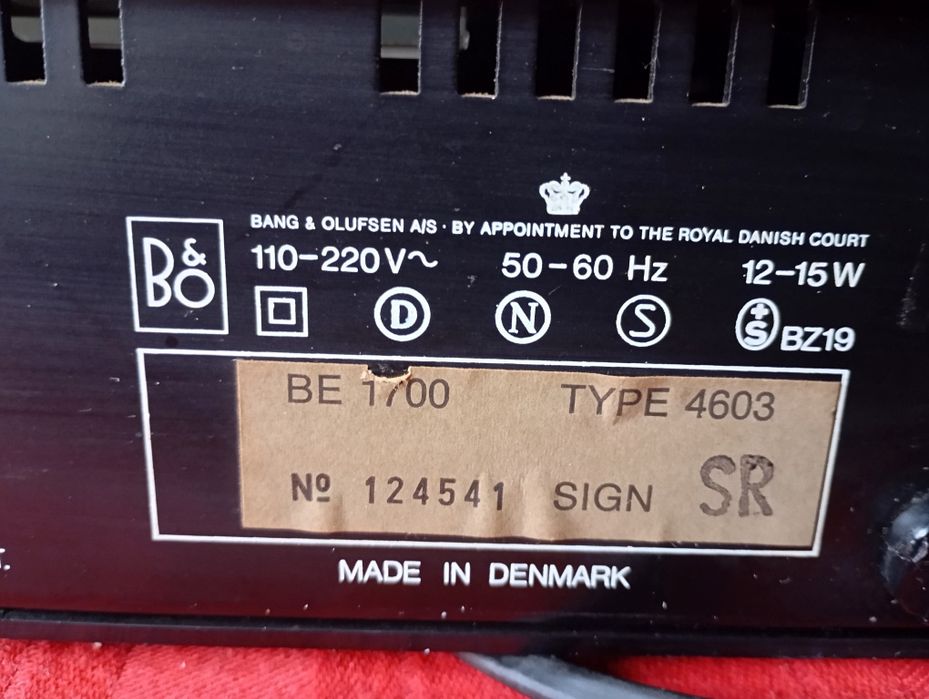 BANG & OLUFSEN A/S · BY APPOINTMENT TO THE ROYAL DANISH COURT
B&O
110-220V~ 50-60 Hz 12-15W
D N S +S BZ19
BE 1700 TYPE 4603
Nº 124541 SIGN SR
MADE IN DENMARK